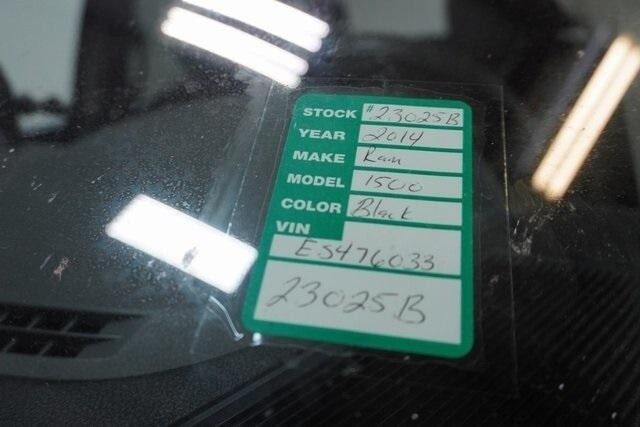 STOCK #23025B
YEAR 2014
MAKE Ram
MODEL 1500
COLOR Black
VIN
ES476033
23025B